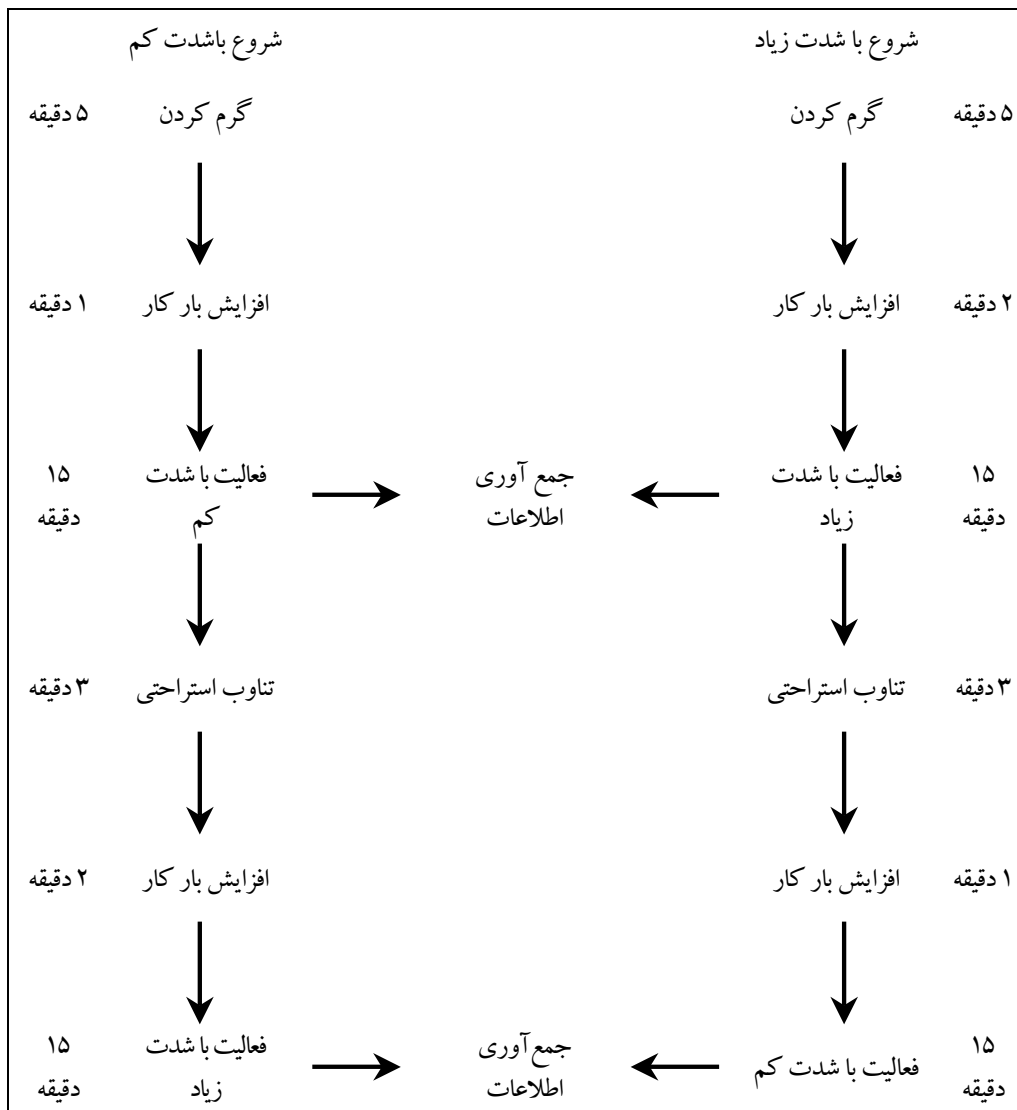 شروع با شدت زیاد
شروع باشدت کم
۵ دقیقه
گرم کردن
گرم کردن
۵ دقیقه
۲ دقیقه
افزایش بار کار
افزایش بار کار
۱ دقیقه
۱۵
دقیقه
فعالیت با شدت
زیاد
جمع آوری
اطلاعات
فعالیت با شدت
کم
۱۵
دقیقه
۳ دقیقه
تناوب استراحتی
تناوب استراحتی
۳ دقیقه
۱ دقیقه
افزایش بار کار
افزایش بار کار
۲ دقیقه
۱۵
دقیقه
فعالیت با شدت کم
جمع‌آوری
اطلاعات
فعالیت با شدت
زیاد
۱۵
دقیقه